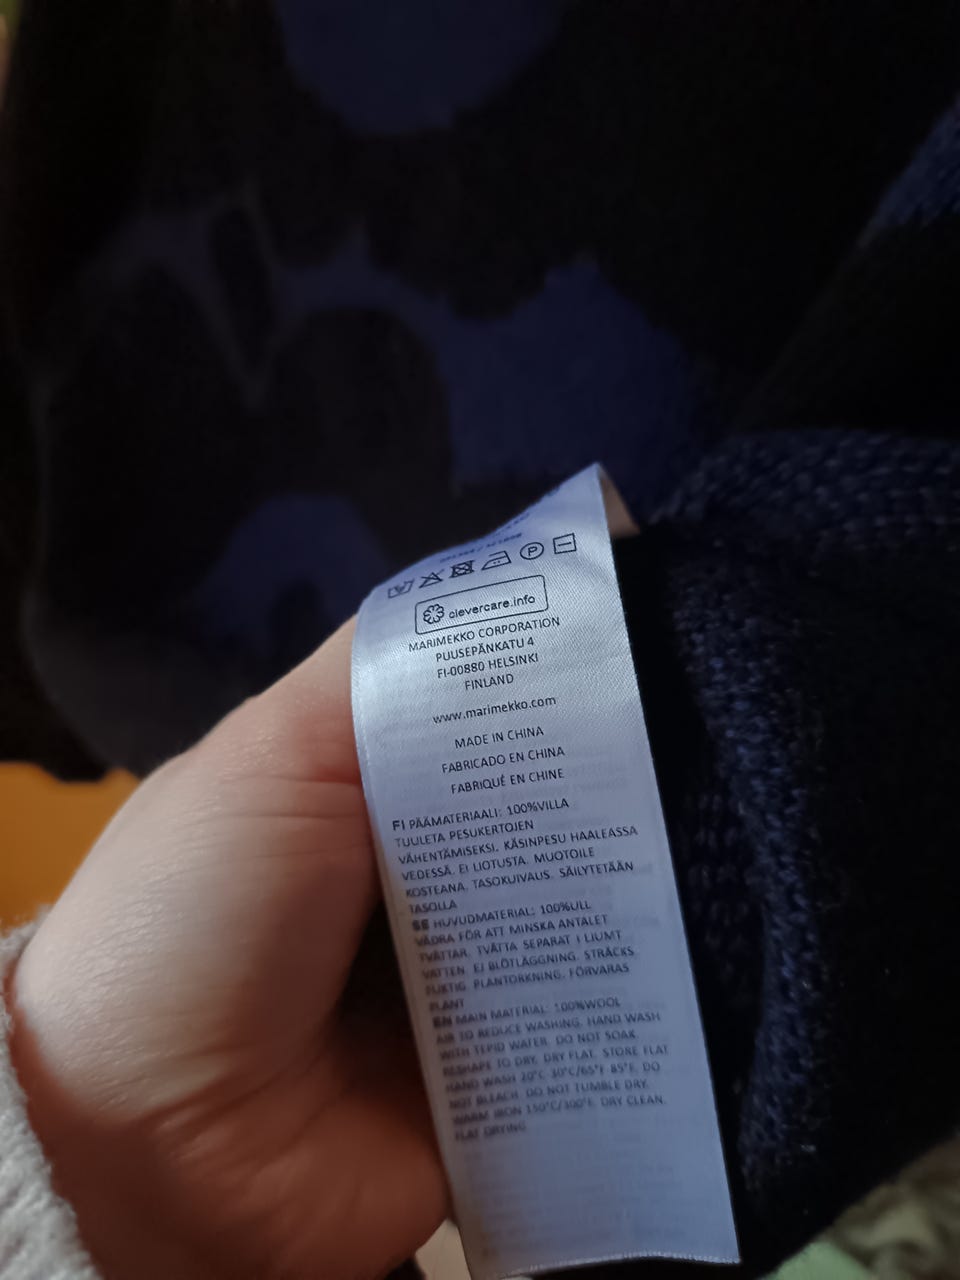 P
clevercare.info
MARIMEKKO CORPORATION
PUUSEPÄNKATU 4
FI-00880 HELSINKI
FINLAND
www.marimekko.com
MADE IN CHINA
FABRICADO EN CHINA
FABRIQUÉ EN CHINE
FI PÄÄMATERIAALI: 100%VILLA
TUULETA PESUKERTOJEN
VÄHENTÄMISEKSI. KÄSINPESU HAALEASSA
VEDESSÄ. EI LIOTUSTA. MUOTOILE
KOSTEANA. TASOKUIVAUS. SÄILYTETÄÄN
TASOLLA
SE HUVUDMATERIAL: 100%ULL
VÄDRA FÖR ATT MINSKA ANTALET
TVÄTTAR. TVÄTTA SEPARAT I LJUMT
VATTEN. EJ BLÖTLÄGGNING. STRÄCKS
FUKTIG. PLANTORKNING. FÖRVARAS
PLANT
EN MAIN MATERIAL: 100%WOOL
AIR TO REDUCE WASHING. HAND WASH
WITH TEPID WATER. DO NOT SOAK.
RESHAPE TO DRY. DRY FLAT. STORE FLAT
HAND WASH 20°C 30°C/65°F 85°F. DO
NOT BLEACH. DO NOT TUMBLE DRY.
WARM IRON 150°C/300°F. DRY CLEAN.
FLAT DRYING